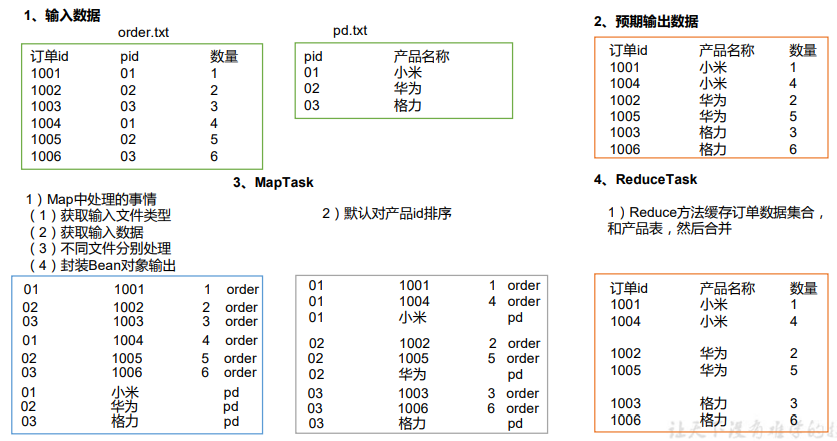 1、输入数据
order.txt
订单id pid 数量
1001 01 1
1002 02 2
1003 03 3
1004 01 4
1005 02 5
1006 03 6
pd.txt
pid 产品名称
01 小米
02 华为
03 格力
2、预期输出数据
订单id 产品名称 数量
1001 小米 1
1004 小米 4
1002 华为 2
1005 华为 5
1003 格力 3
1006 格力 6
3、MapTask
1）Map中处理的事情
（1）获取输入文件类型
（2）获取输入数据
（3）不同文件分别处理
（4）封装Bean对象输出
01 1001 1 order
02 1002 2 order
03 1003 3 order
01 1004 4 order
02 1005 5 order
03 1006 6 order
01 小米 pd
02 华为 pd
03 格力 pd
2）默认对产品id排序
01 1001 1 order
01 1004 4 order
01 小米 pd
02 1002 2 order
02 1005 5 order
02 华为 pd
03 1003 3 order
03 1006 6 order
03 格力 pd
4、ReduceTask
1）Reduce方法缓存订单数据集合，
和产品表，然后合并
订单id 产品名称 数量
1001 小米 1
1004 小米 4
1002 华为 2
1005 华为 5
1003 格力 3
1006 格力 6
让天下没有难学的